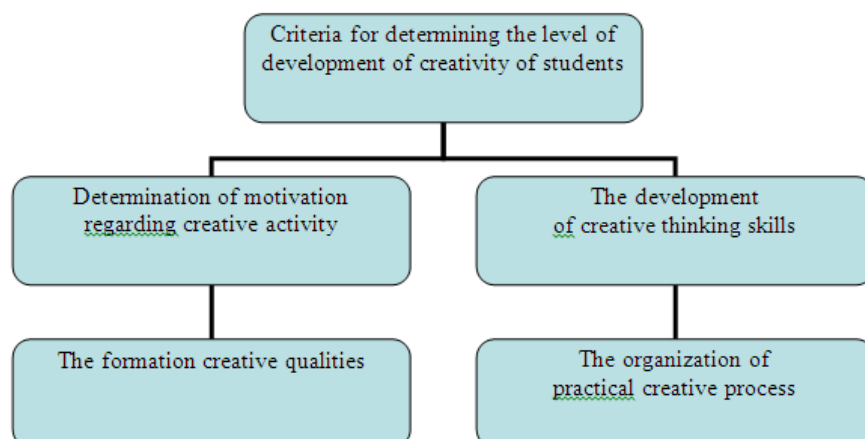 Criteria for determining the level of
development of creativity of students
Determination of motivation
regarding creative activity
The development
of creative thinking skills
The formation creative qualities
The organization of
practical creative process